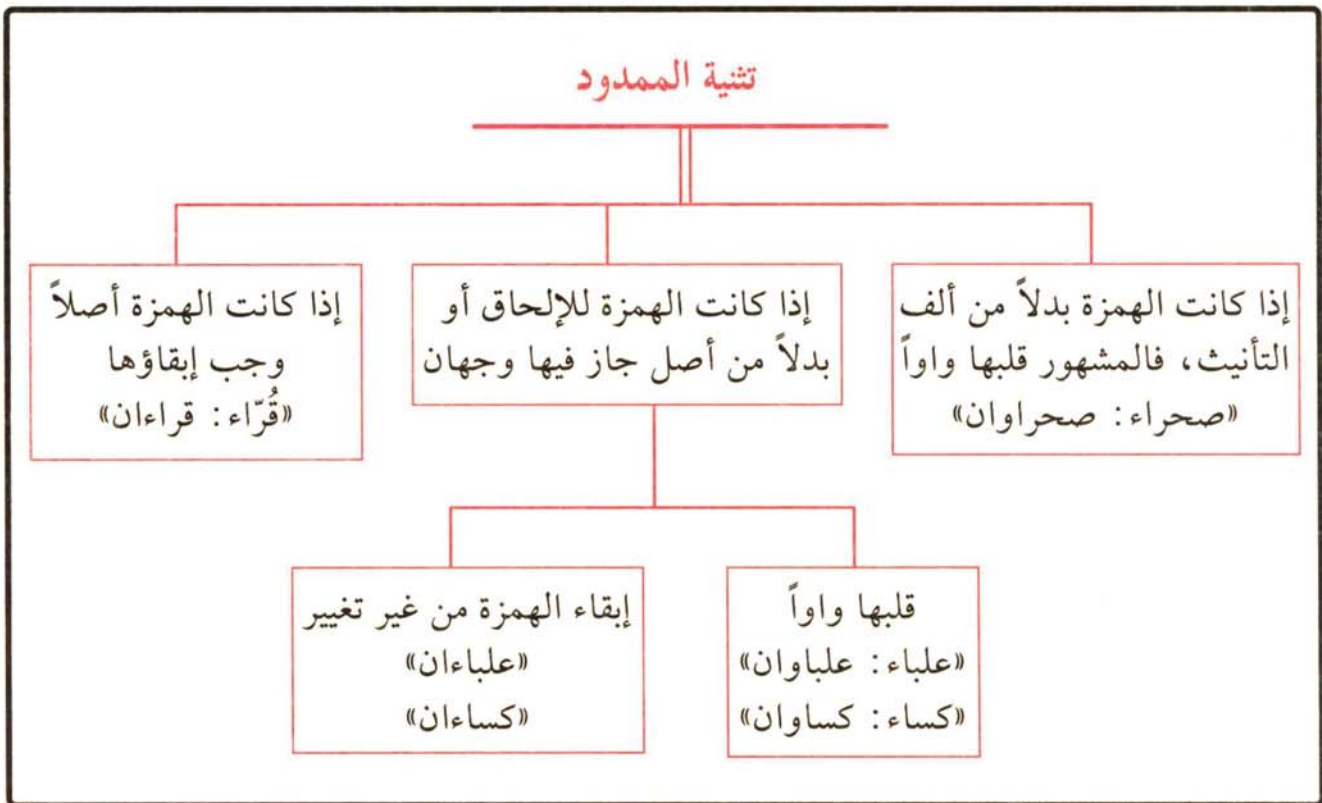 تثنية الممدود
إذا كانت الهمزة بدلاً من ألف
التأنيث، فالمشهور قلبها واواً
«صحراء: صحراوان»
إذا كانت الهمزة للإلحاق أو
بدلاً من أصل جاز فيها وجهان
إذا كانت الهمزة أصلاً
وجب إبقاؤها
«قُرّاء: قراءان»
قلبها واواً
«علباء: علباوان»
«كساء: كساوان»
إبقاء الهمزة من غير تغيير
«علباءان»
«كساءان»